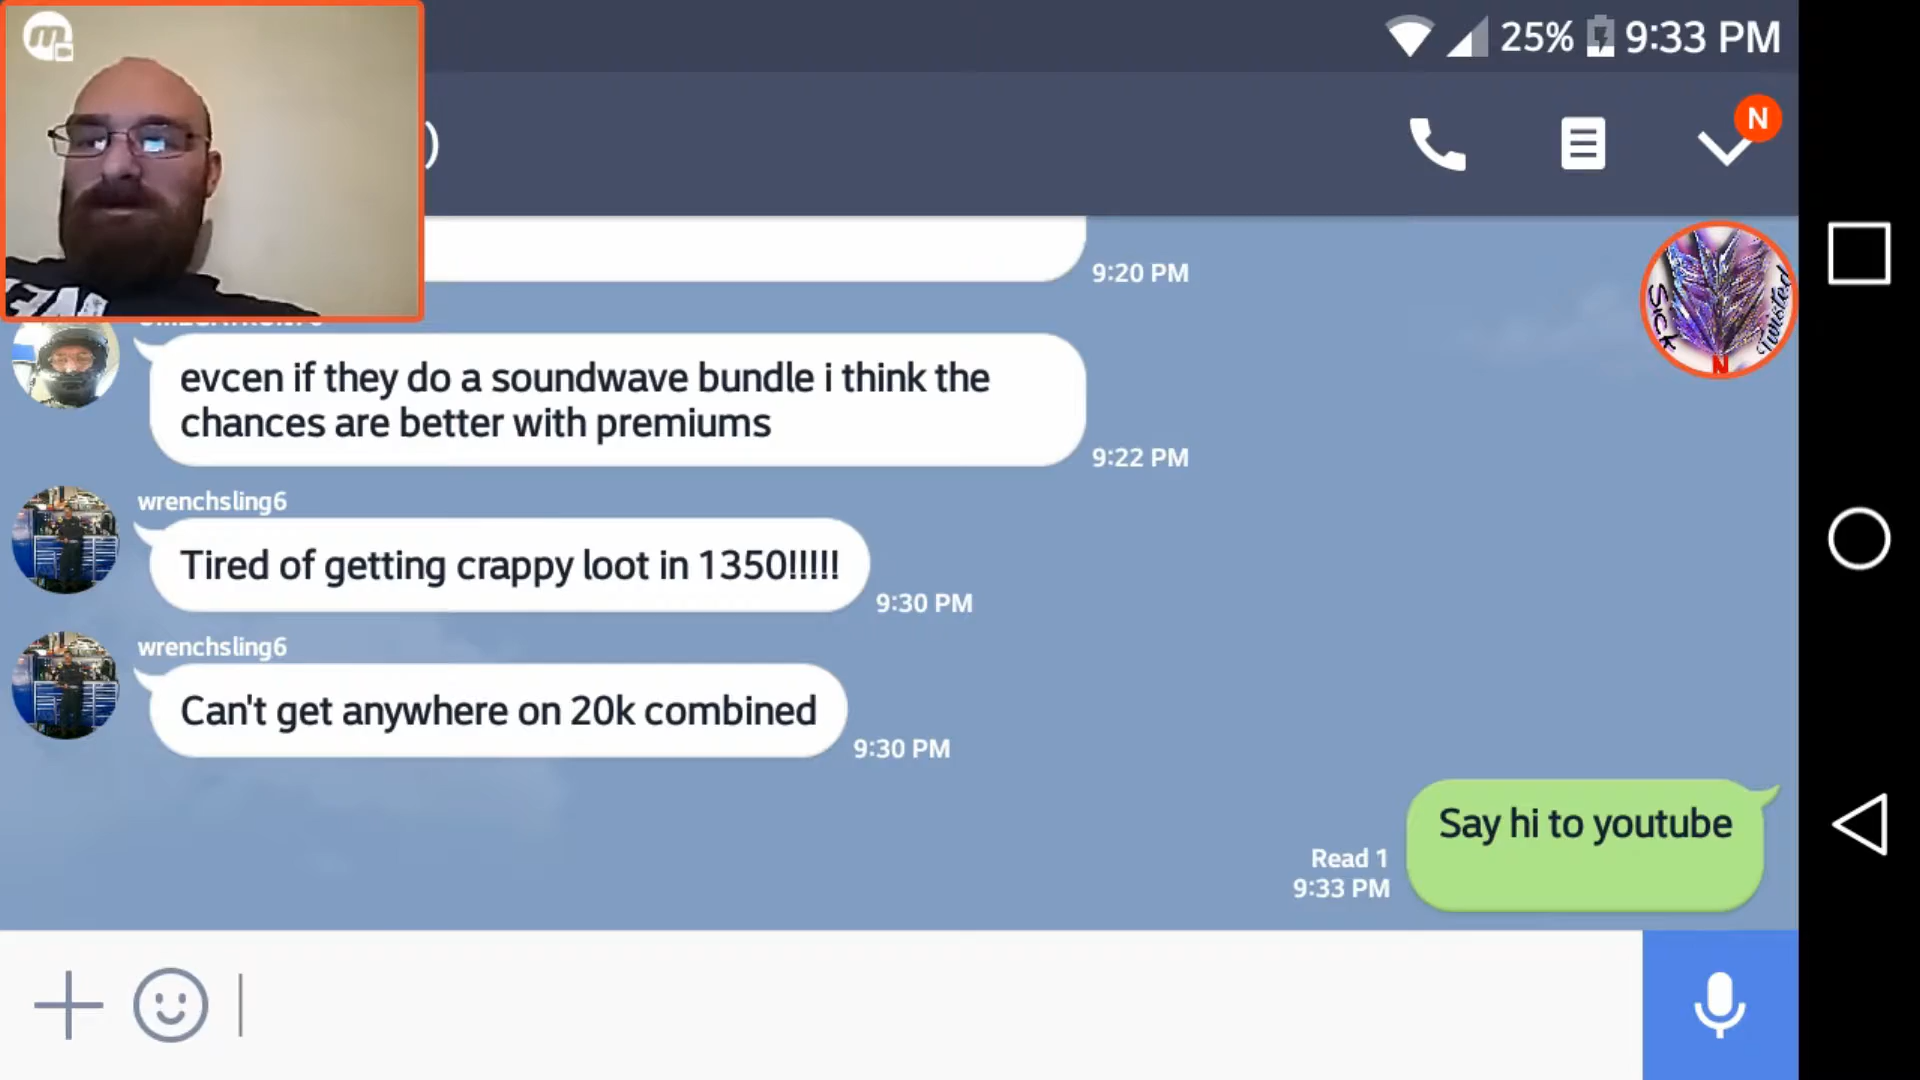 25% 9:33 PM
)
N
9:20 PM
Sick Twisted
N
evcen if they do a soundwave bundle i think the
chances are better with premiums
9:22 PM
wrenchsling6
Tired of getting crappy loot in 1350!!!!!
9:30 PM
wrenchsling6
Can't get anywhere on 20k combined
9:30 PM
Say hi to youtube
Read 1
9:33 PM